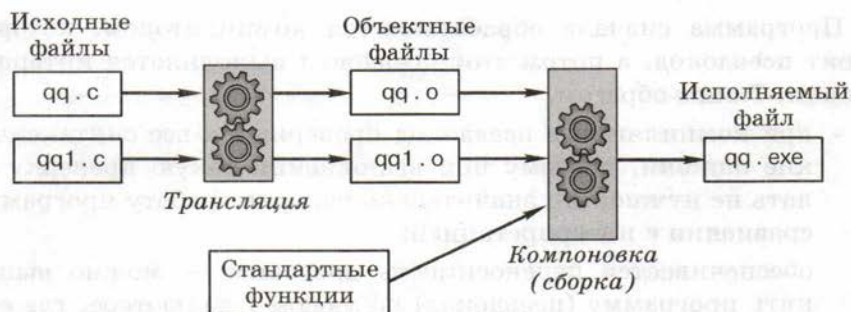 Исходные
файлы
Объектные
файлы
Исполняемый
файл
qq.c
qq.o
qq1.c
qq1.o
qq.exe
Трансляция
Стандартные
функции
Компоновка
(сборка)